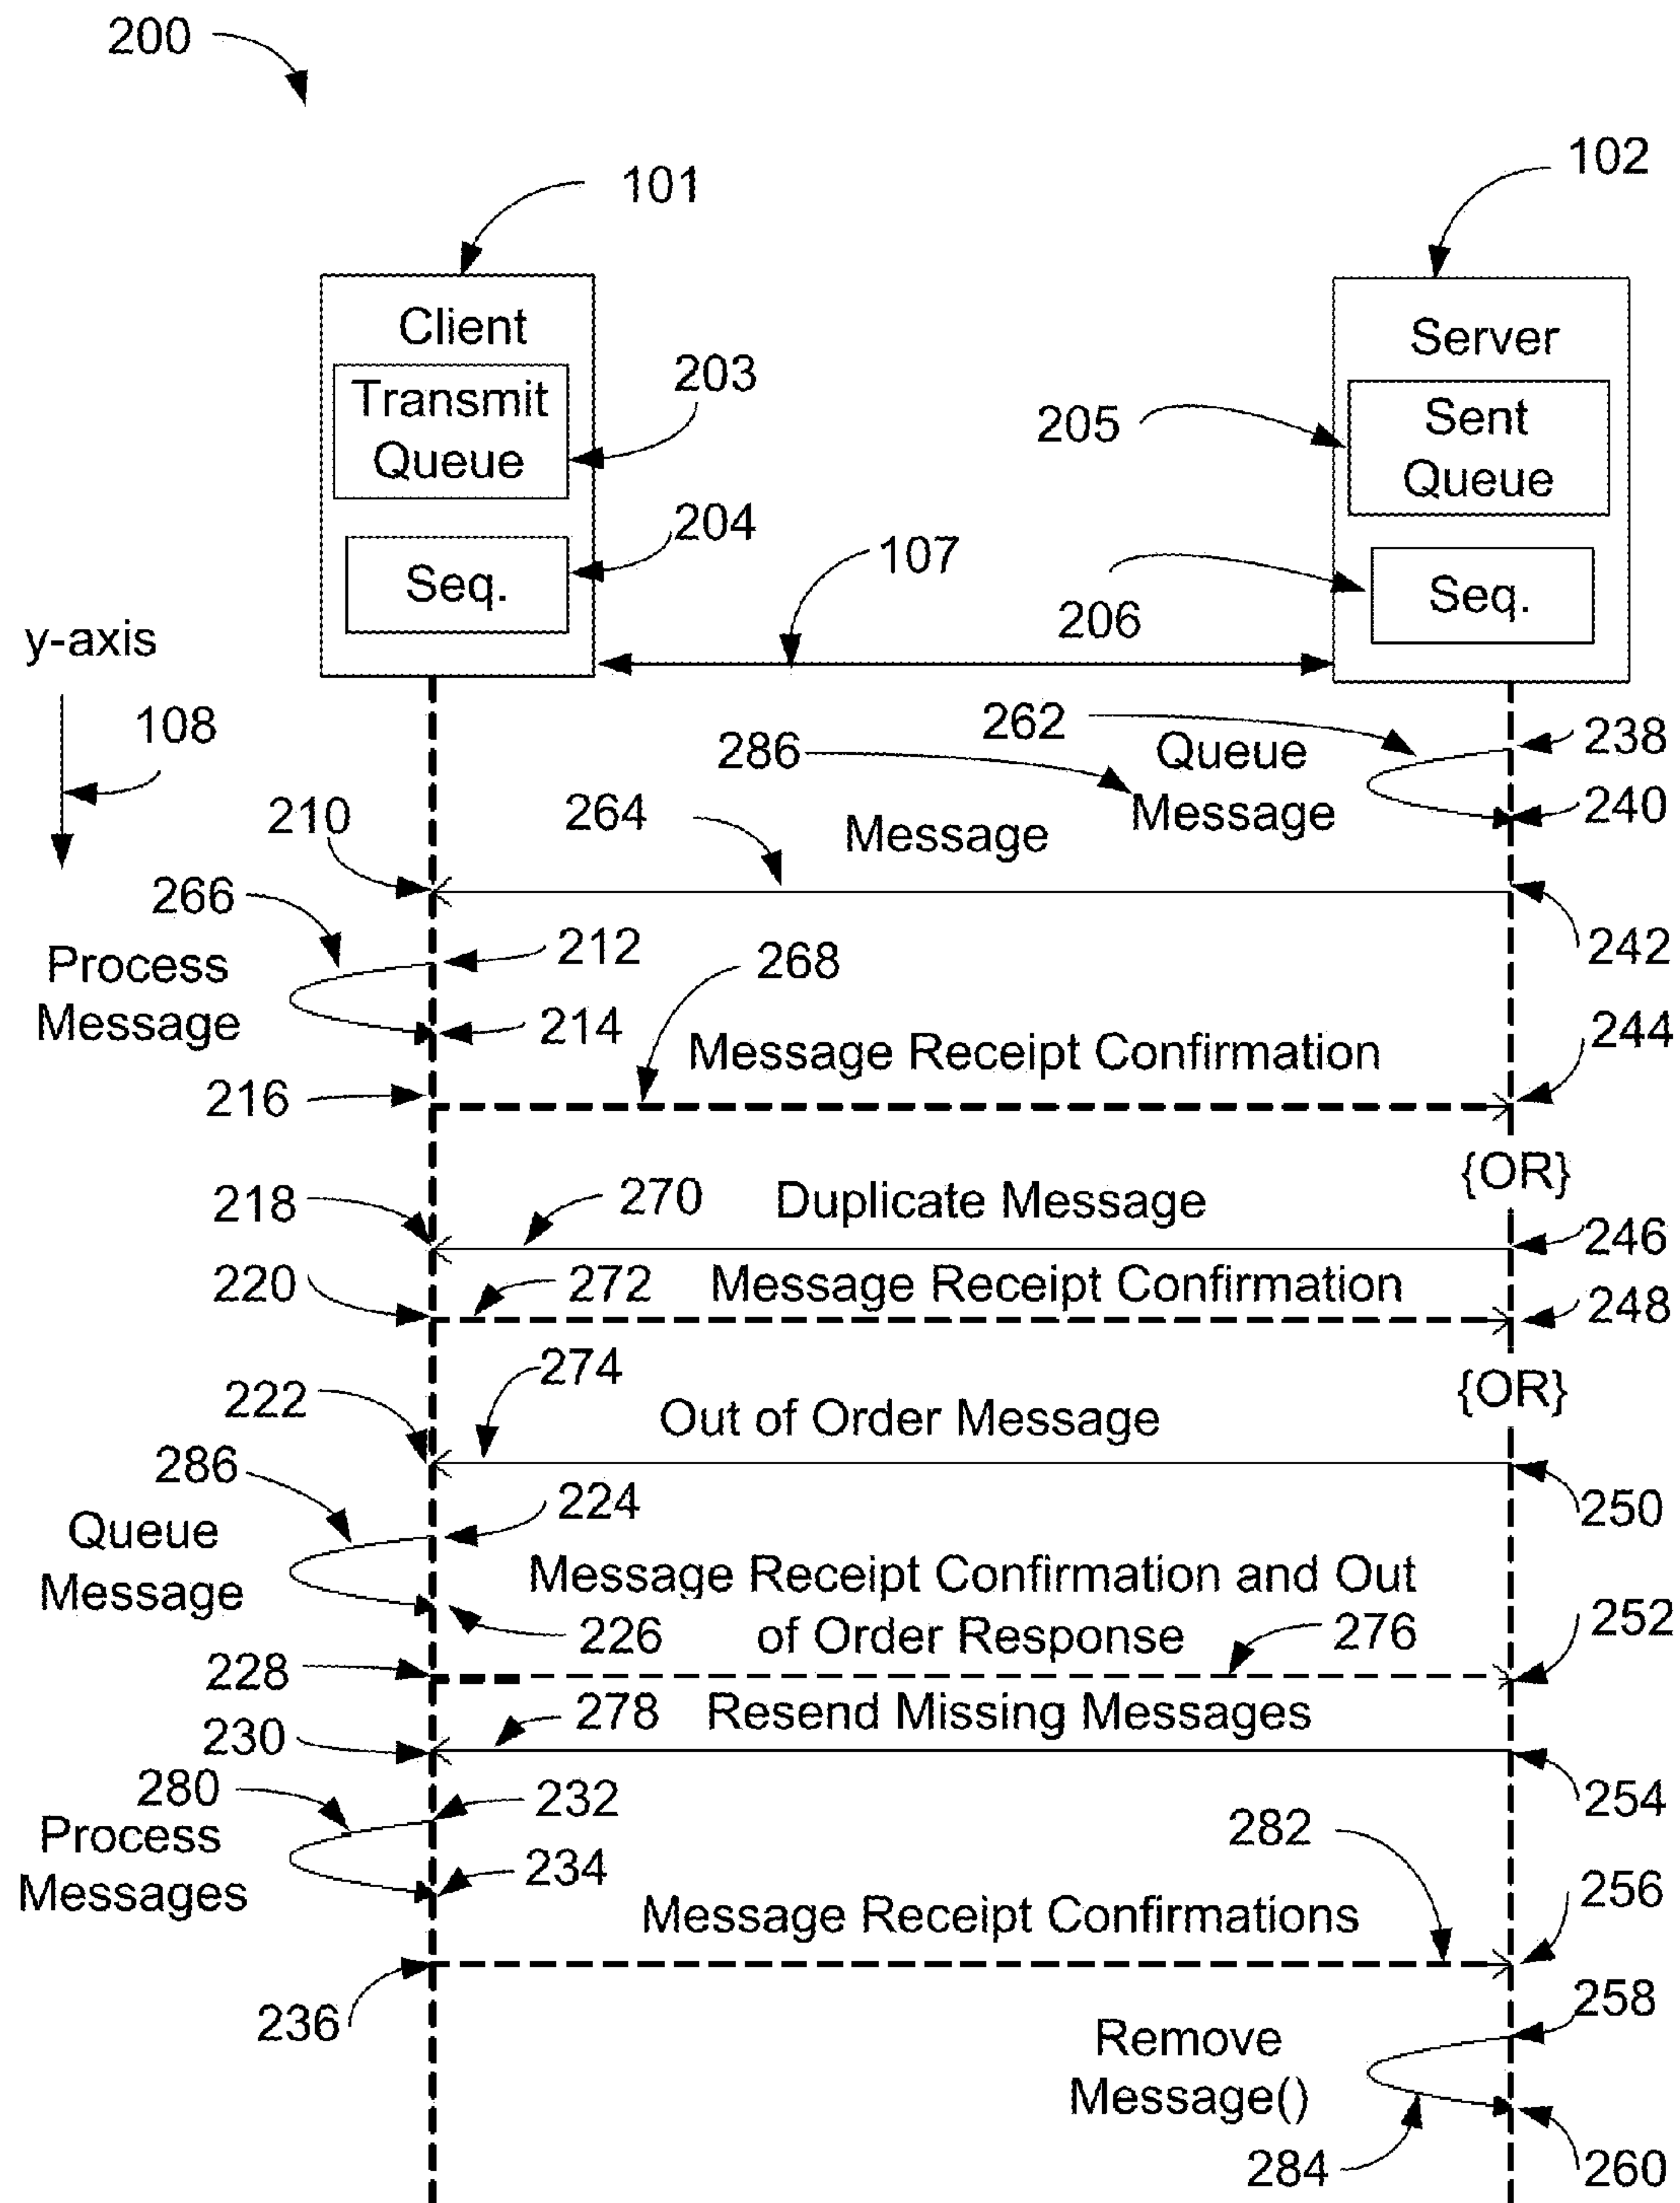 200
101
102
Client
Server
Transmit
Queue
203
205
Sent
Queue
204
Seq.
107
206
Seq.
y-axis
108
262
238
286
Queue
Message
240
210
264
Message
266
212
242
Process
Message
268
214
244
Message Receipt Confirmation
216
{OR}
218
270
Duplicate Message
246
220
272
Message Receipt Confirmation
248
274
{OR}
222
Out of Order Message
286
224
250
Queue
Message
Message Receipt Confirmation and Out
of Order Response
226
276
252
228
278
Resend Missing Messages
230
280
232
254
Process
Messages
234
282
256
Message Receipt Confirmations
236
258
Remove
Message()
284
260